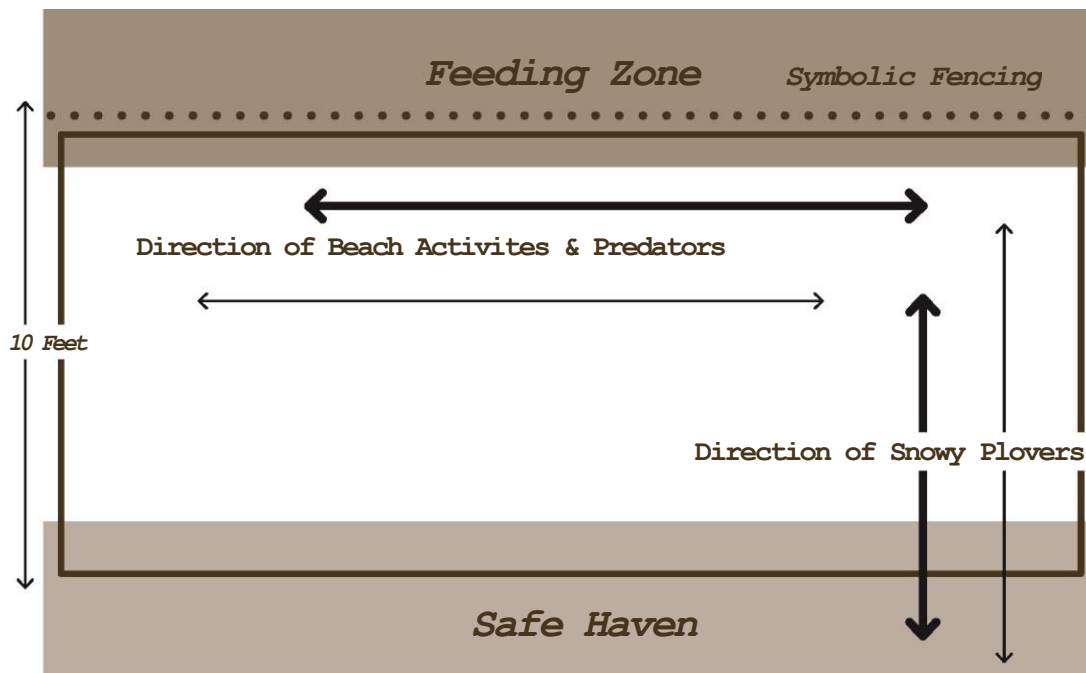 Feeding Zone
Symbolic Fencing
Direction of Beach Activites & Predators
10 Feet
Direction of Snowy Plovers
Safe Haven